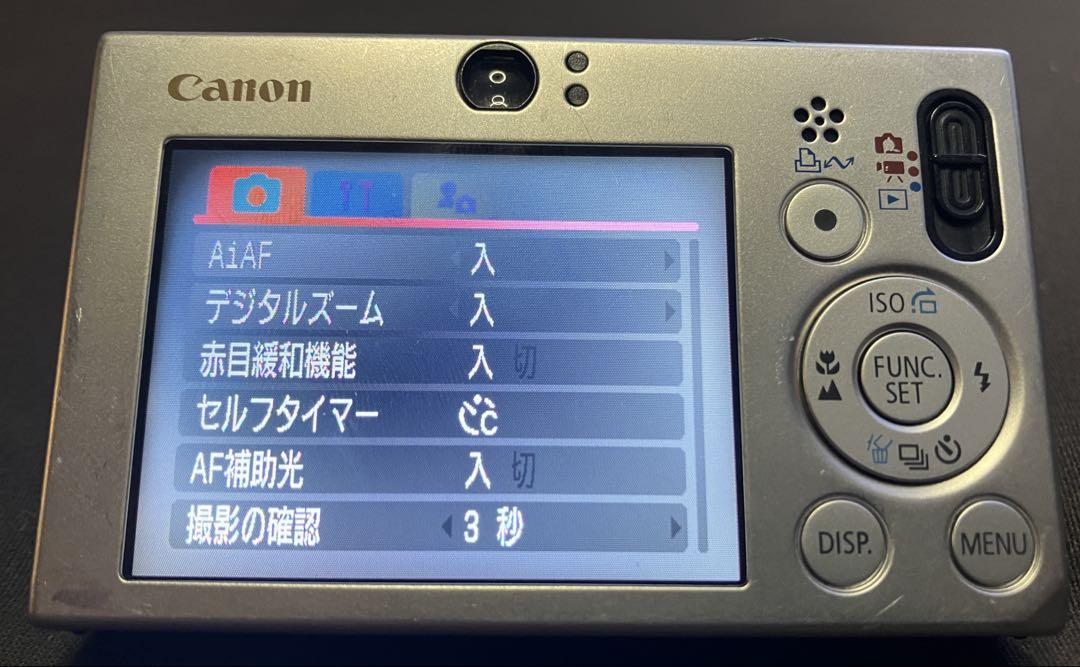 Canon
AiAF 入
デジタルズーム 入
赤目緩和機能 入 切
セルフタイマー
AF補助光 入 切
撮影の確認 3 秒
ISO
FUNC.
SET
DISP.
MENU